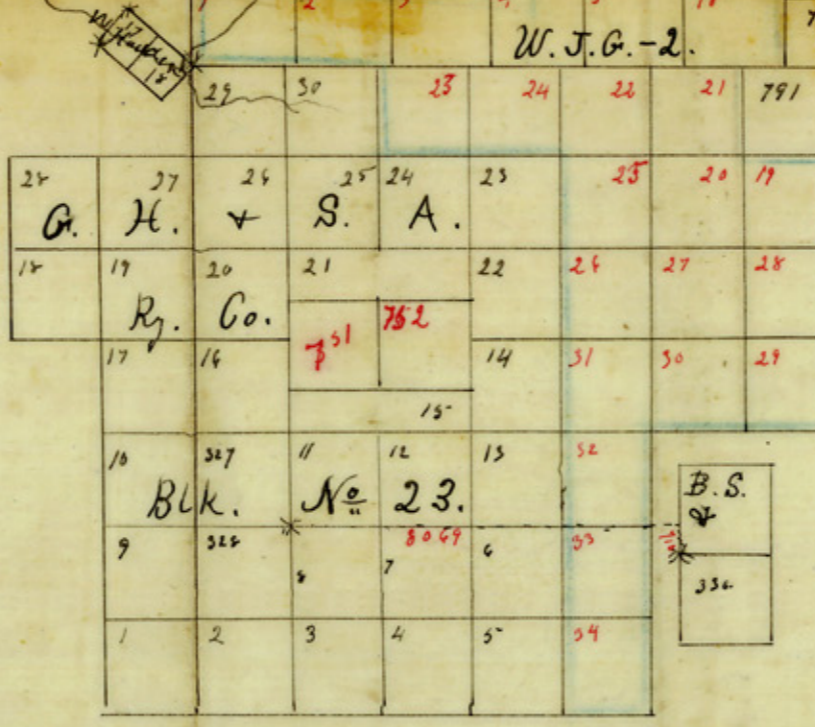 W. J. G. - 2.
17
18
29 30 23 24 22 21 791
28 27 26 25 24 23 25 20 19
G. H. & S. A.
18 19 20 21 22 26 27 28
Ry. Co.
751 752
17 16 14 31 30 29
15
10 327 11 12 13 32
Blk. No 23.
B. S.
&
9 328 8 7 8069 6 33
336
1 2 3 4 5 34